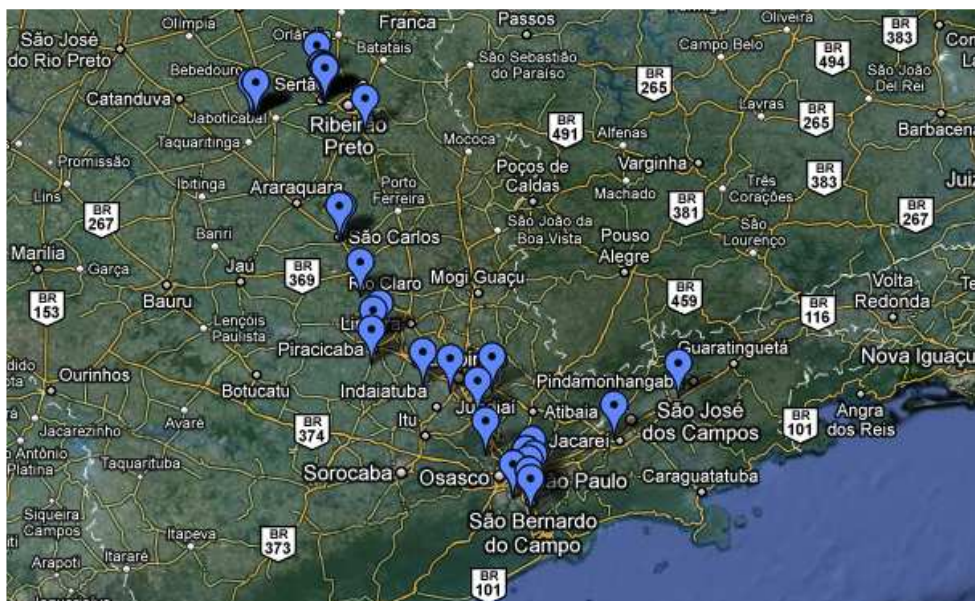 Olímpia
Orlân
Franca
Passos
Oliveira
BR
383
São José
do Rio Preto
Batatais
São Sebastião
do Paraíso
Campo Belo
BR
494
São João
Del Rei
Bebedouro
Sertã
BR
265
Catanduva
Jaboticabal
Ribeirão
Preto
Lavras
BR
265
Barbacena
Taquaritinga
Mococa
BR
491
Alfenas
Promissão
Poços de
Caldas
Varginha
BR
383
Lins
Ibitinga
Araraquara
Porto
Ferreira
Machado
Três
Corações
BR
267
BR
381
BR
267
Bariri
São Carlos
São João da
Boa Vista
Pouso
Alegre
São
Lourenço
Marília
Garça
Jaú
BR
369
Mogi Guaçu
Volta
Redonda
BR
153
Bauru
Rio Claro
BR
459
BR
116
Lençóis
Paulista
Piracicaba
Guaratinguetá
Nova Iguaçu
Ourinhos
Botucatu
Indaiatuba
Pindamonhangab
Angra
dos Reis
Jacarezinho
Avaré
Itu
Atibaia
São José
dos Campos
BR
101
BR
374
Jacareí
Antônio
Platina
Taquarituba
Sorocaba
Osasco
São Paulo
Caraguatatuba
Siqueira
Campos
São Bernardo
do Campo
Itapeva
BR
373
Arapoti
Itararé
BR
101